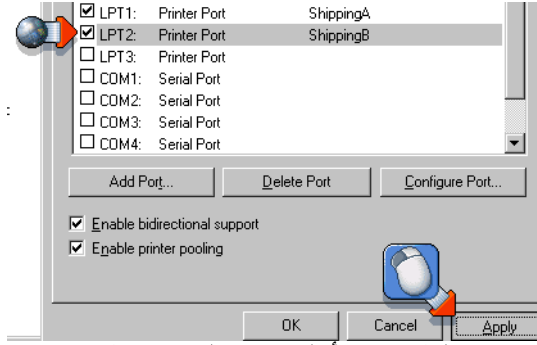 LPT1: Printer Port ShippingA
LPT2: Printer Port ShippingB
LPT3: Printer Port
COM1: Serial Port
COM2: Serial Port
COM3: Serial Port
COM4: Serial Port
Add Port... Delete Port Configure Port...
Enable bidirectional support
Enable printer pooling
OK Cancel Apply